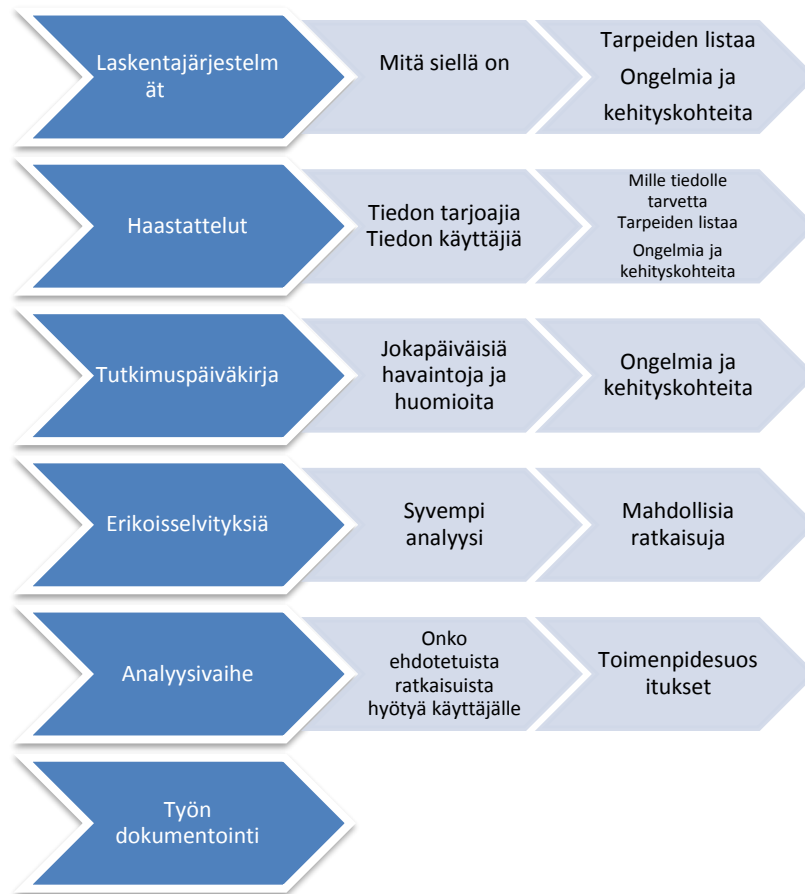 Laskentajärjestelm
ät
Mitä siellä on
Tarpeiden listaa
Ongelmia ja
kehityskohteita
Haastattelut
Tiedon tarjoajia
Tiedon käyttäjiä
Mille tiedolle
tarvetta
Tarpeiden listaa
Ongelmia ja
kehityskohteita
Tutkimuspäiväkirja
Jokapäiväisiä
havaintoja ja
huomioita
Ongelmia ja
kehityskohteita
Erikoisselvityksiä
Syvempi
analyysi
Mahdollisia
ratkaisuja
Analyysivaihe
Onko
ehdotetuista
ratkaisuista
hyötyä käyttäjälle
Toimenpidesuos
itukset
Työn
dokumentointi